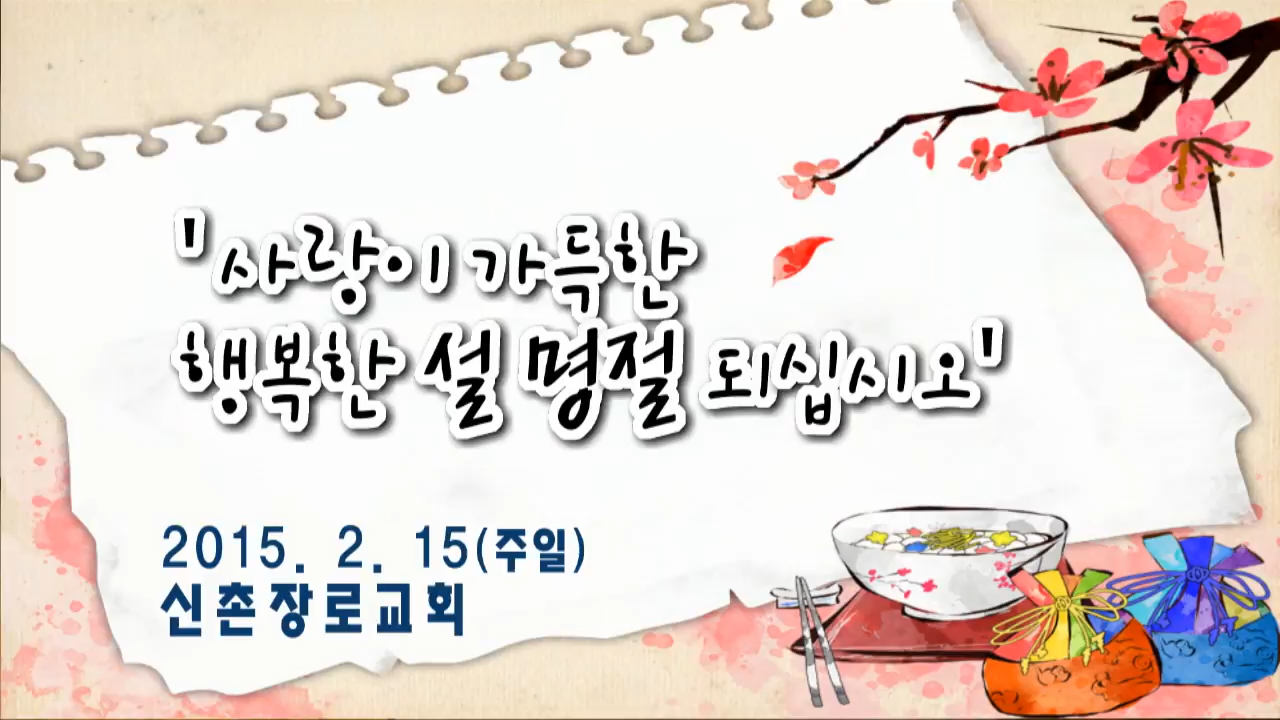 '사랑이 가득한
행복한 설 명절 되십시오'
2015. 2. 15(주일)
신촌장로교회